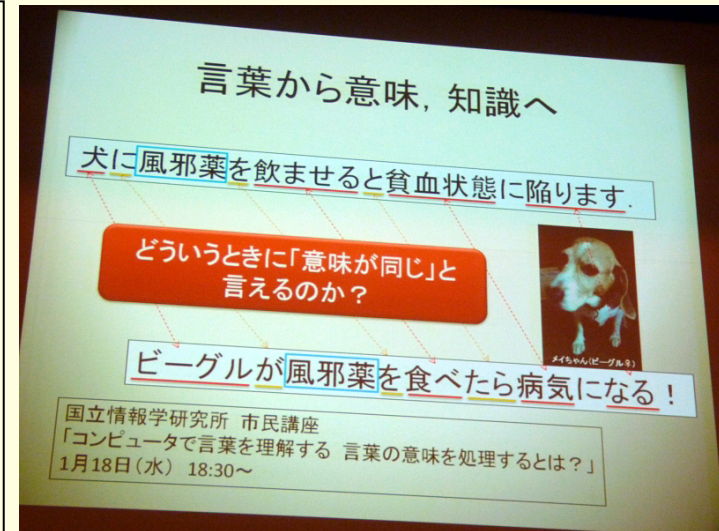 言葉から意味，知識へ
犬に風邪薬を飲ませると貧血状態に陥ります．
どういうときに「意味が同じ」と
言えるのか？
メイちゃん(ビーグル♀)
ビーグルが風邪薬を食べたら病気になる！
国立情報学研究所 市民講座
「コンピュータで言葉を理解する 言葉の意味を処理するとは？」
1月18日（水） 18:30～